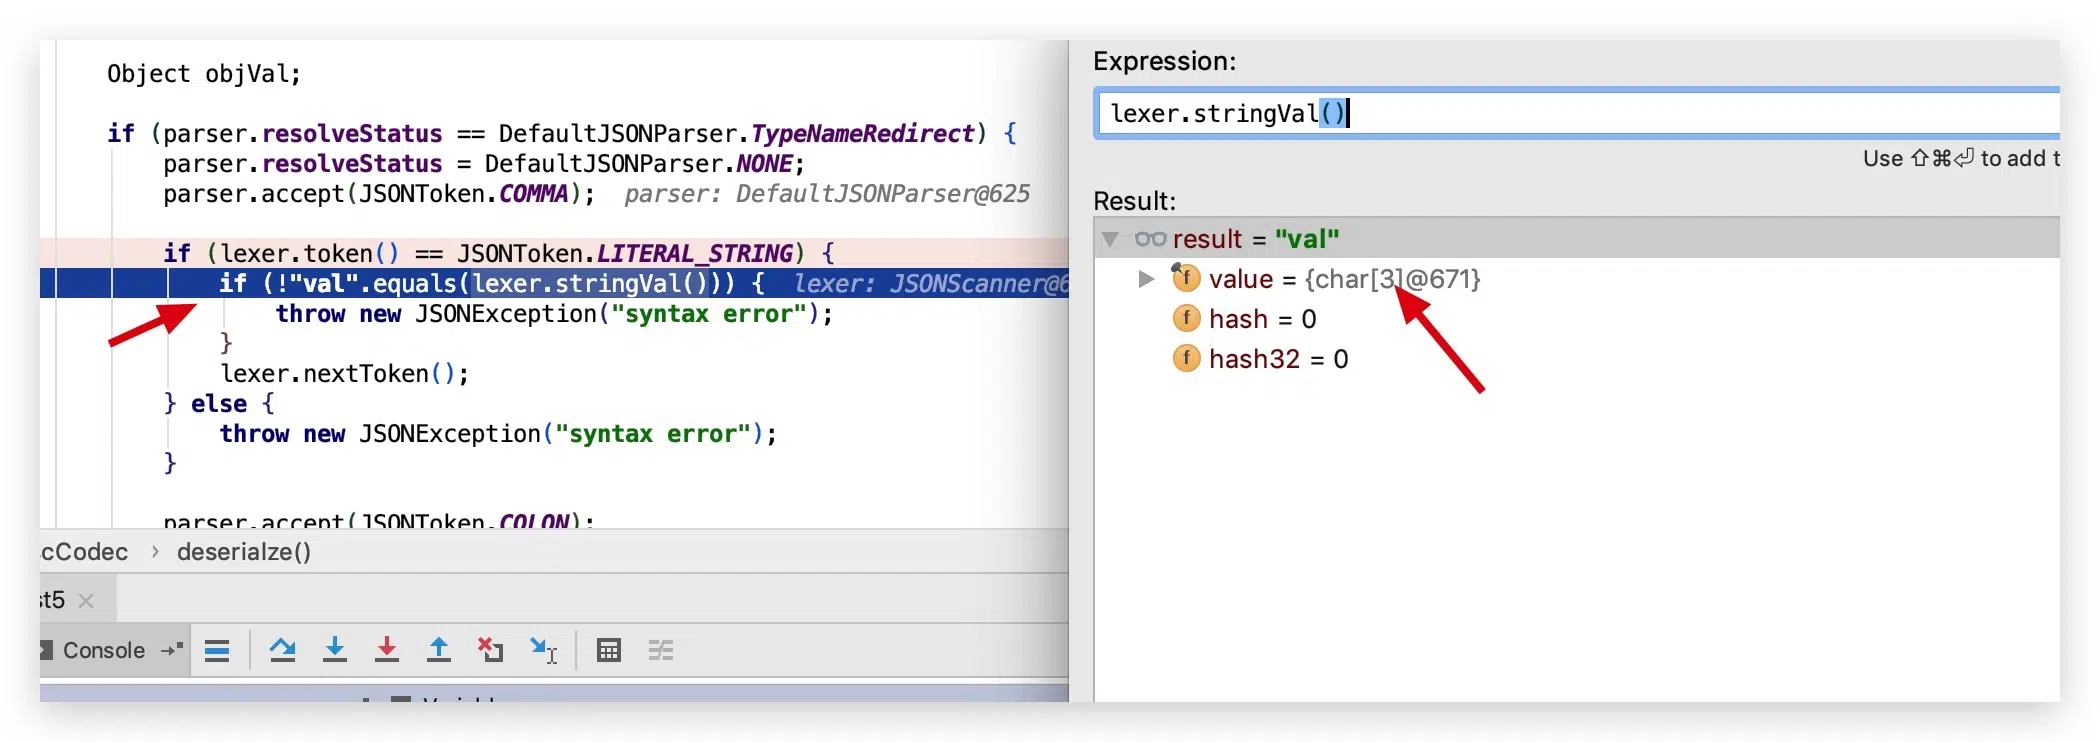 Object objVal;
if (parser.resolveStatus == DefaultJSONParser.TypeNameRedirect) {
parser.resolveStatus = DefaultJSONParser.NONE;
parser.accept(JSONToken.COMMA); parser: DefaultJSONParser@625
if (lexer.token() == JSONToken.LITERAL_STRING) {
if (!"val".equals(lexer.stringVal())) { lexer: JSONScanner@6
throw new JSONException("syntax error");
}
lexer.nextToken();
} else {
throw new JSONException("syntax error");
}
parser.accept(JSONToken.COLON);
cCodec › deserialze()
st5
Console
Expression:
lexer.stringVal()
Use ⇧⌘⏎ to add t
Result:
result = "val"
value = {char[3]@671}
hash = 0
hash32 = 0